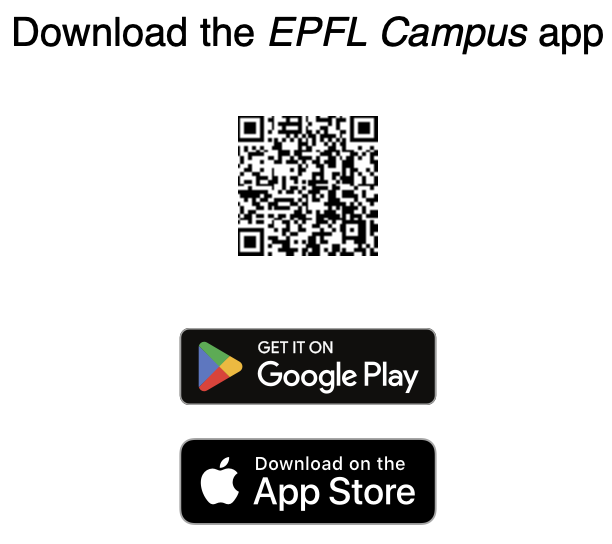 Download the EPFL Campus app
GET IT ON
Google Play
Download on the
App Store